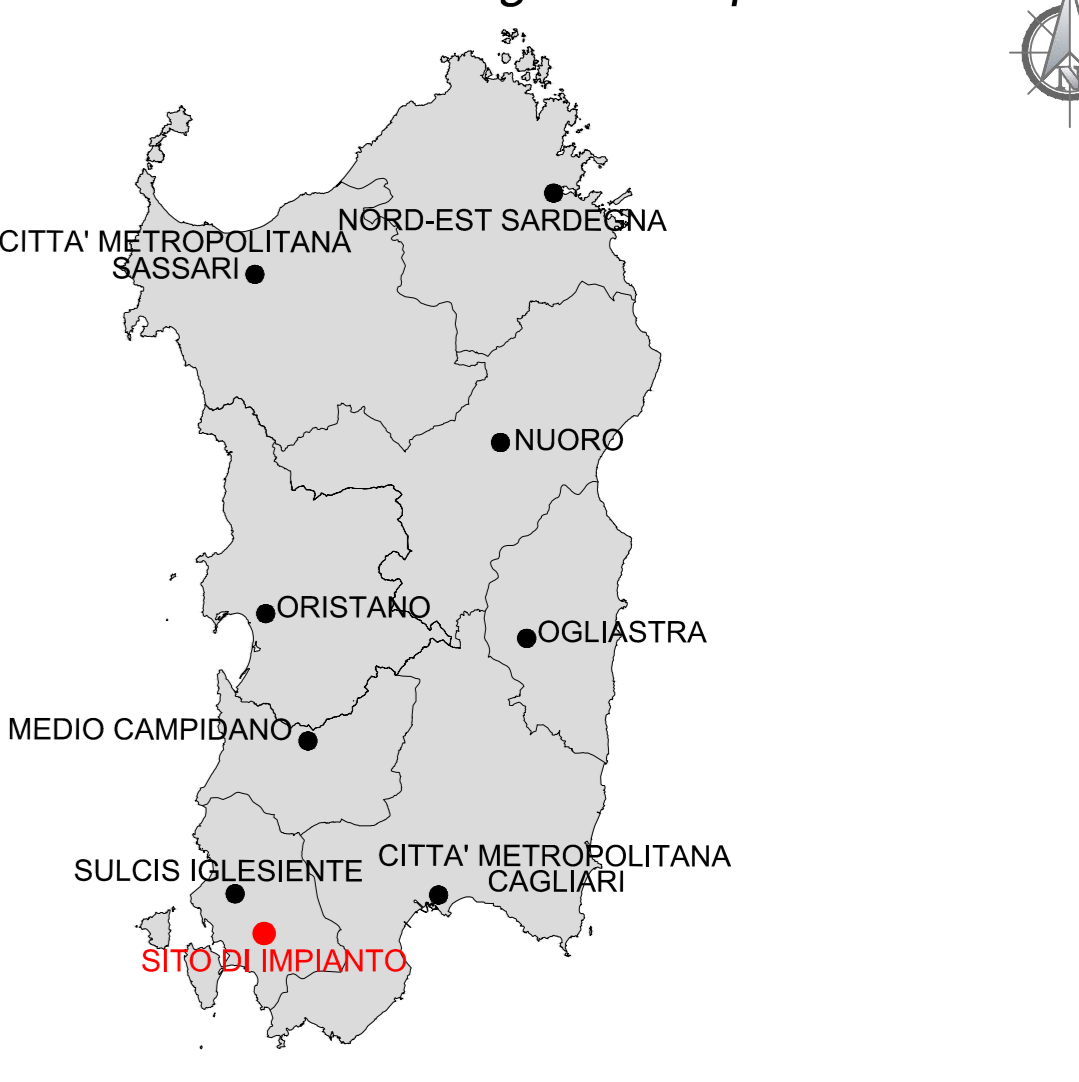 NORD-EST SARDEGNA
CITTA' METROPOLITANA
SASSARI
NUORO
ORISTANO
OGLIASTRA
MEDIO CAMPIDANO
SULCIS IGLESIENTE
CITTA' METROPOLITANA
CAGLIARI
SITO DI IMPIANTO
N